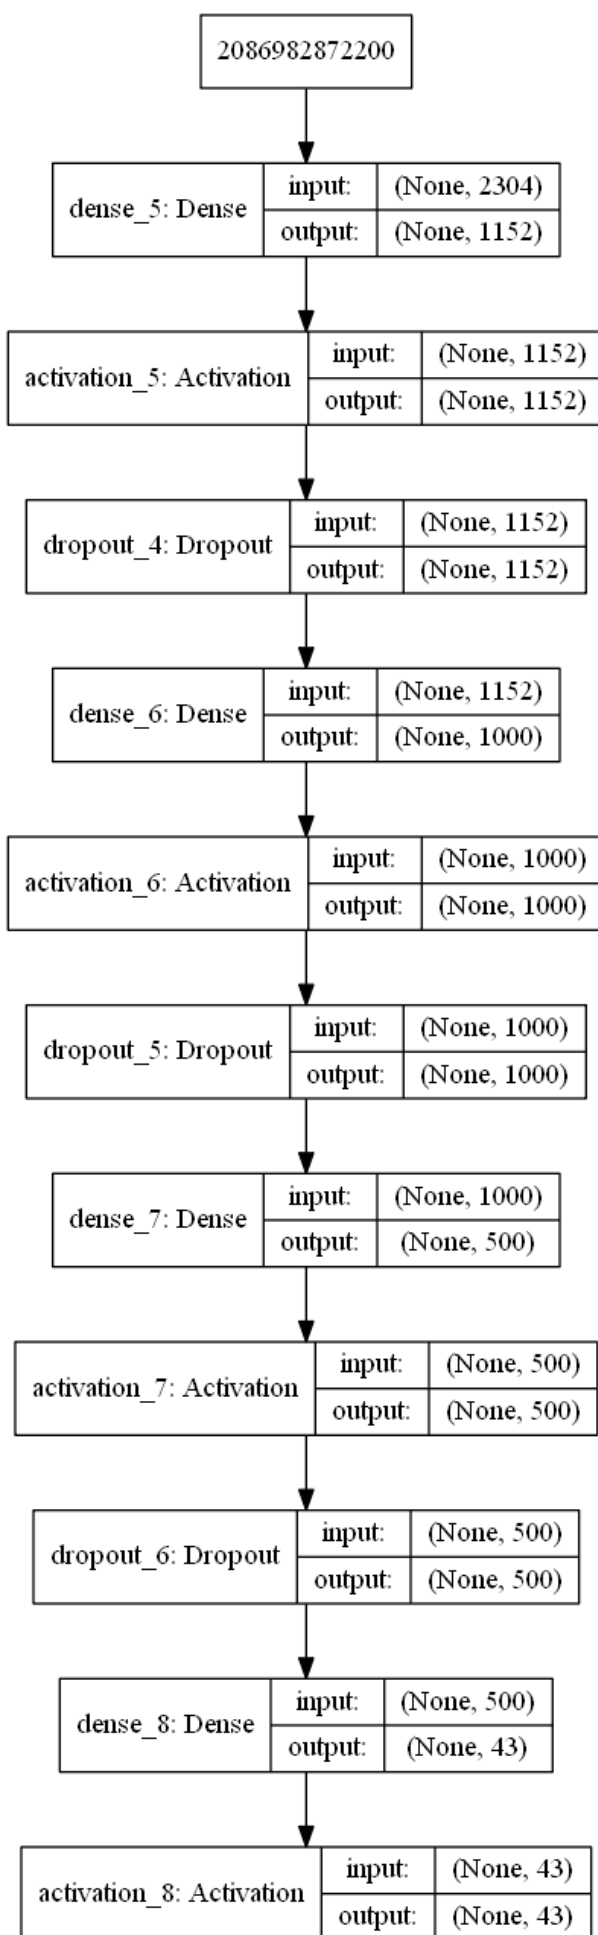 2086982872200
dense_5: Dense
input: (None, 2304)
output: (None, 1152)
activation_5: Activation
input: (None, 1152)
output: (None, 1152)
dropout_4: Dropout
input: (None, 1152)
output: (None, 1152)
dense_6: Dense
input: (None, 1152)
output: (None, 1000)
activation_6: Activation
input: (None, 1000)
output: (None, 1000)
dropout_5: Dropout
input: (None, 1000)
output: (None, 1000)
dense_7: Dense
input: (None, 1000)
output: (None, 500)
activation_7: Activation
input: (None, 500)
output: (None, 500)
dropout_6: Dropout
input: (None, 500)
output: (None, 500)
dense_8: Dense
input: (None, 500)
output: (None, 43)
activation_8: Activation
input: (None, 43)
output: (None, 43)